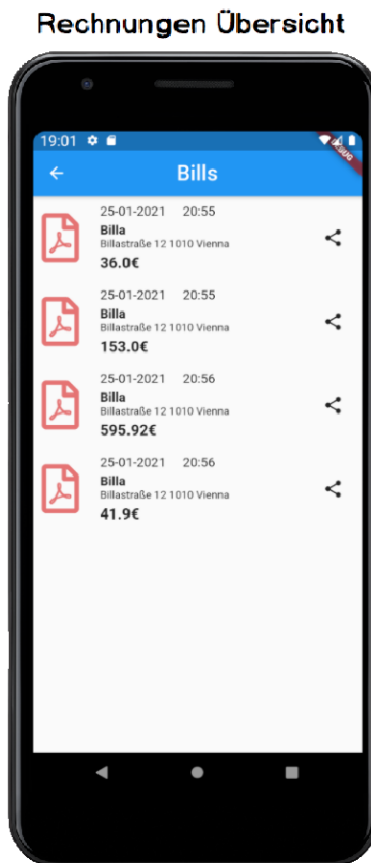 Rechnungen Übersicht
19:01
DEBUG
Bills
25-01-2021 20:55
Billa
Billastraße 12 1010 Vienna
36.0€
25-01-2021 20:55
Billa
Billastraße 12 1010 Vienna
153.0€
25-01-2021 20:56
Billa
Billastraße 12 1010 Vienna
595.92€
25-01-2021 20:56
Billa
Billastraße 12 1010 Vienna
41.9€